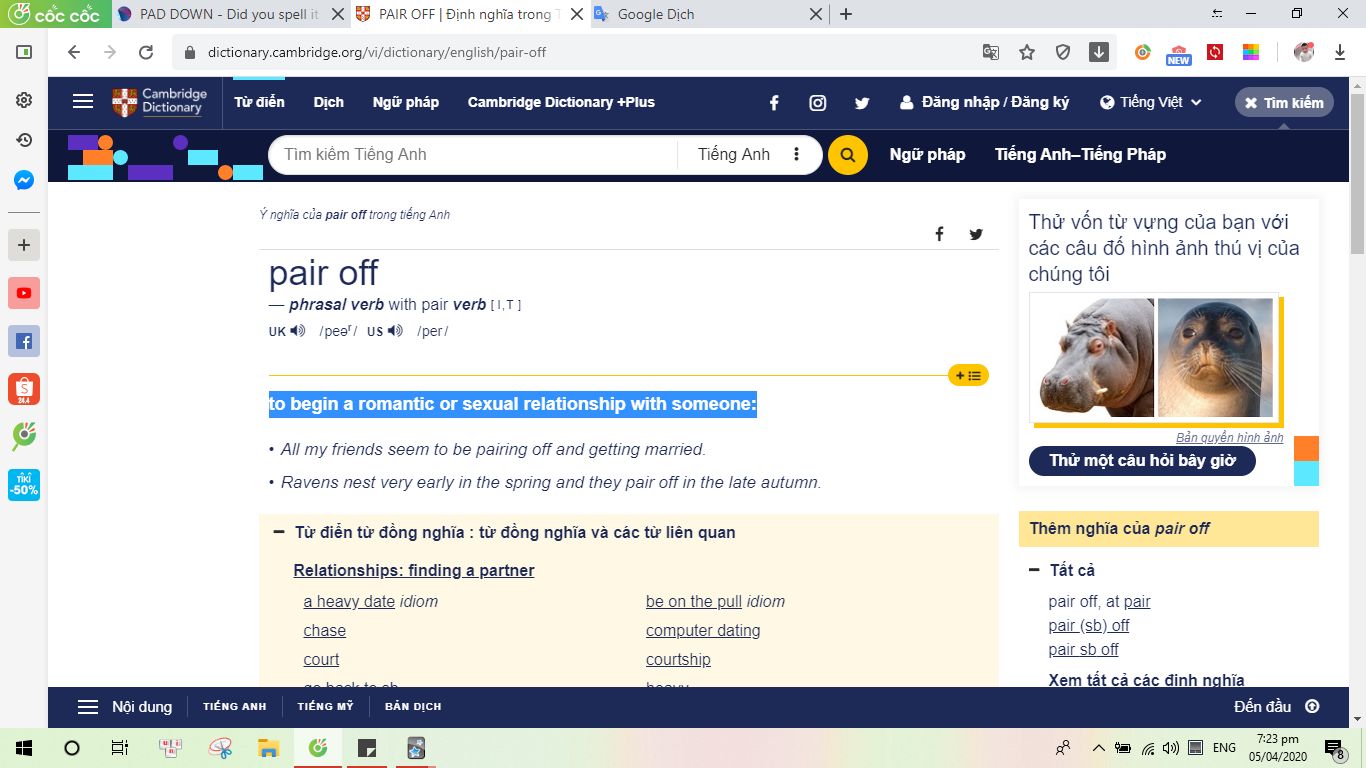 cốc cốc
PAD DOWN - Did you spell it
PAIR OFF | Định nghĩa trong T
Google Dịch
dictionary.cambridge.org/vi/dictionary/english/pair-off
NEW
Cambridge
Dictionary
Từ điển Dịch Ngữ pháp Cambridge Dictionary +Plus
Đăng nhập / Đăng ký
Tiếng Việt
Tìm kiếm
Tìm kiếm Tiếng Anh
Tiếng Anh
Ngữ pháp Tiếng Anh–Tiếng Pháp
Ý nghĩa của pair off trong tiếng Anh
pair off
— phrasal verb with pair verb [ I, T ]
UK /peəʳ/ US /per/
to begin a romantic or sexual relationship with someone:
• All my friends seem to be pairing off and getting married.
• Ravens nest very early in the spring and they pair off in the late autumn.
Từ điển từ đồng nghĩa : từ đồng nghĩa và các từ liên quan
Relationships: finding a partner
a heavy date idiom
be on the pull idiom
chase
computer dating
court
courtship
go back to sb
heavy
Thử vốn từ vựng của bạn với
các câu đố hình ảnh thú vị của
chúng tôi
Bản quyền hình ảnh
Thử một câu hỏi bây giờ
Thêm nghĩa của pair off
Tất cả
pair off, at pair
pair (sb) off
pair sb off
Xem tất cả các định nghĩa
S
24.4
TIKI
-50%
Nội dung TIẾNG ANH TIẾNG MỸ BẢN DỊCH
Đến đầu
ENG
7:23 pm
05/04/2020
8